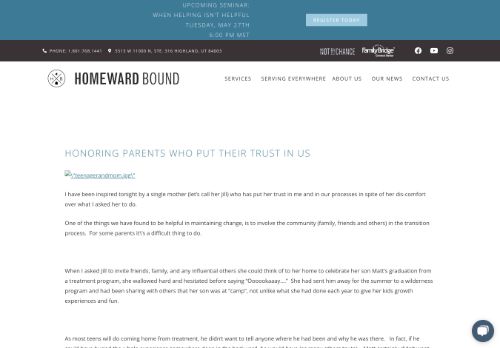 UPCOMING SEMINAR:
WHEN HELPING ISN'T HELPFUL
TUESDAY, MAY 27TH
6:00 PM MST
REGISTER TODAY
PHONE: 1.801.768.1441
5513 W 11000 N, STE. 316 HIGHLAND, UT 84003
NOT BY CHANCE
FamilyBridge
HOMEWARD BOUND
SERVICES
SERVING EVERYWHERE
ABOUT US
OUR NEWS
CONTACT US
HONORING PARENTS WHO PUT THEIR TRUST IN US
\"teenagerandmom.jpg\"
I have been inspired tonight by a single mother (let's call her Jill) who has put her trust in me and in our processes in spite of her dis-comfort
over what I asked her to do.
One of the things we have found to be helpful in maintaining change, is to involve the community (family, friends and others) in the transition
process. For some parents it\'s a difficult thing to do.
When I asked Jill to invite friends, family, and any influential others she could think of to her home to celebrate her son Matt's graduation from
a treatment program, she wallowed hard and hesitated before saying "Oooookaaay….." She had sent him away for the summer to a wilderness
program and had been sharing with others that her son was at "camp", not unlike what she had done each year to give her kids growth
experiences and fun.
As most teens will do coming home from treatment, he didn't want to tell anyone where he had been and why he was there. In fact, if he